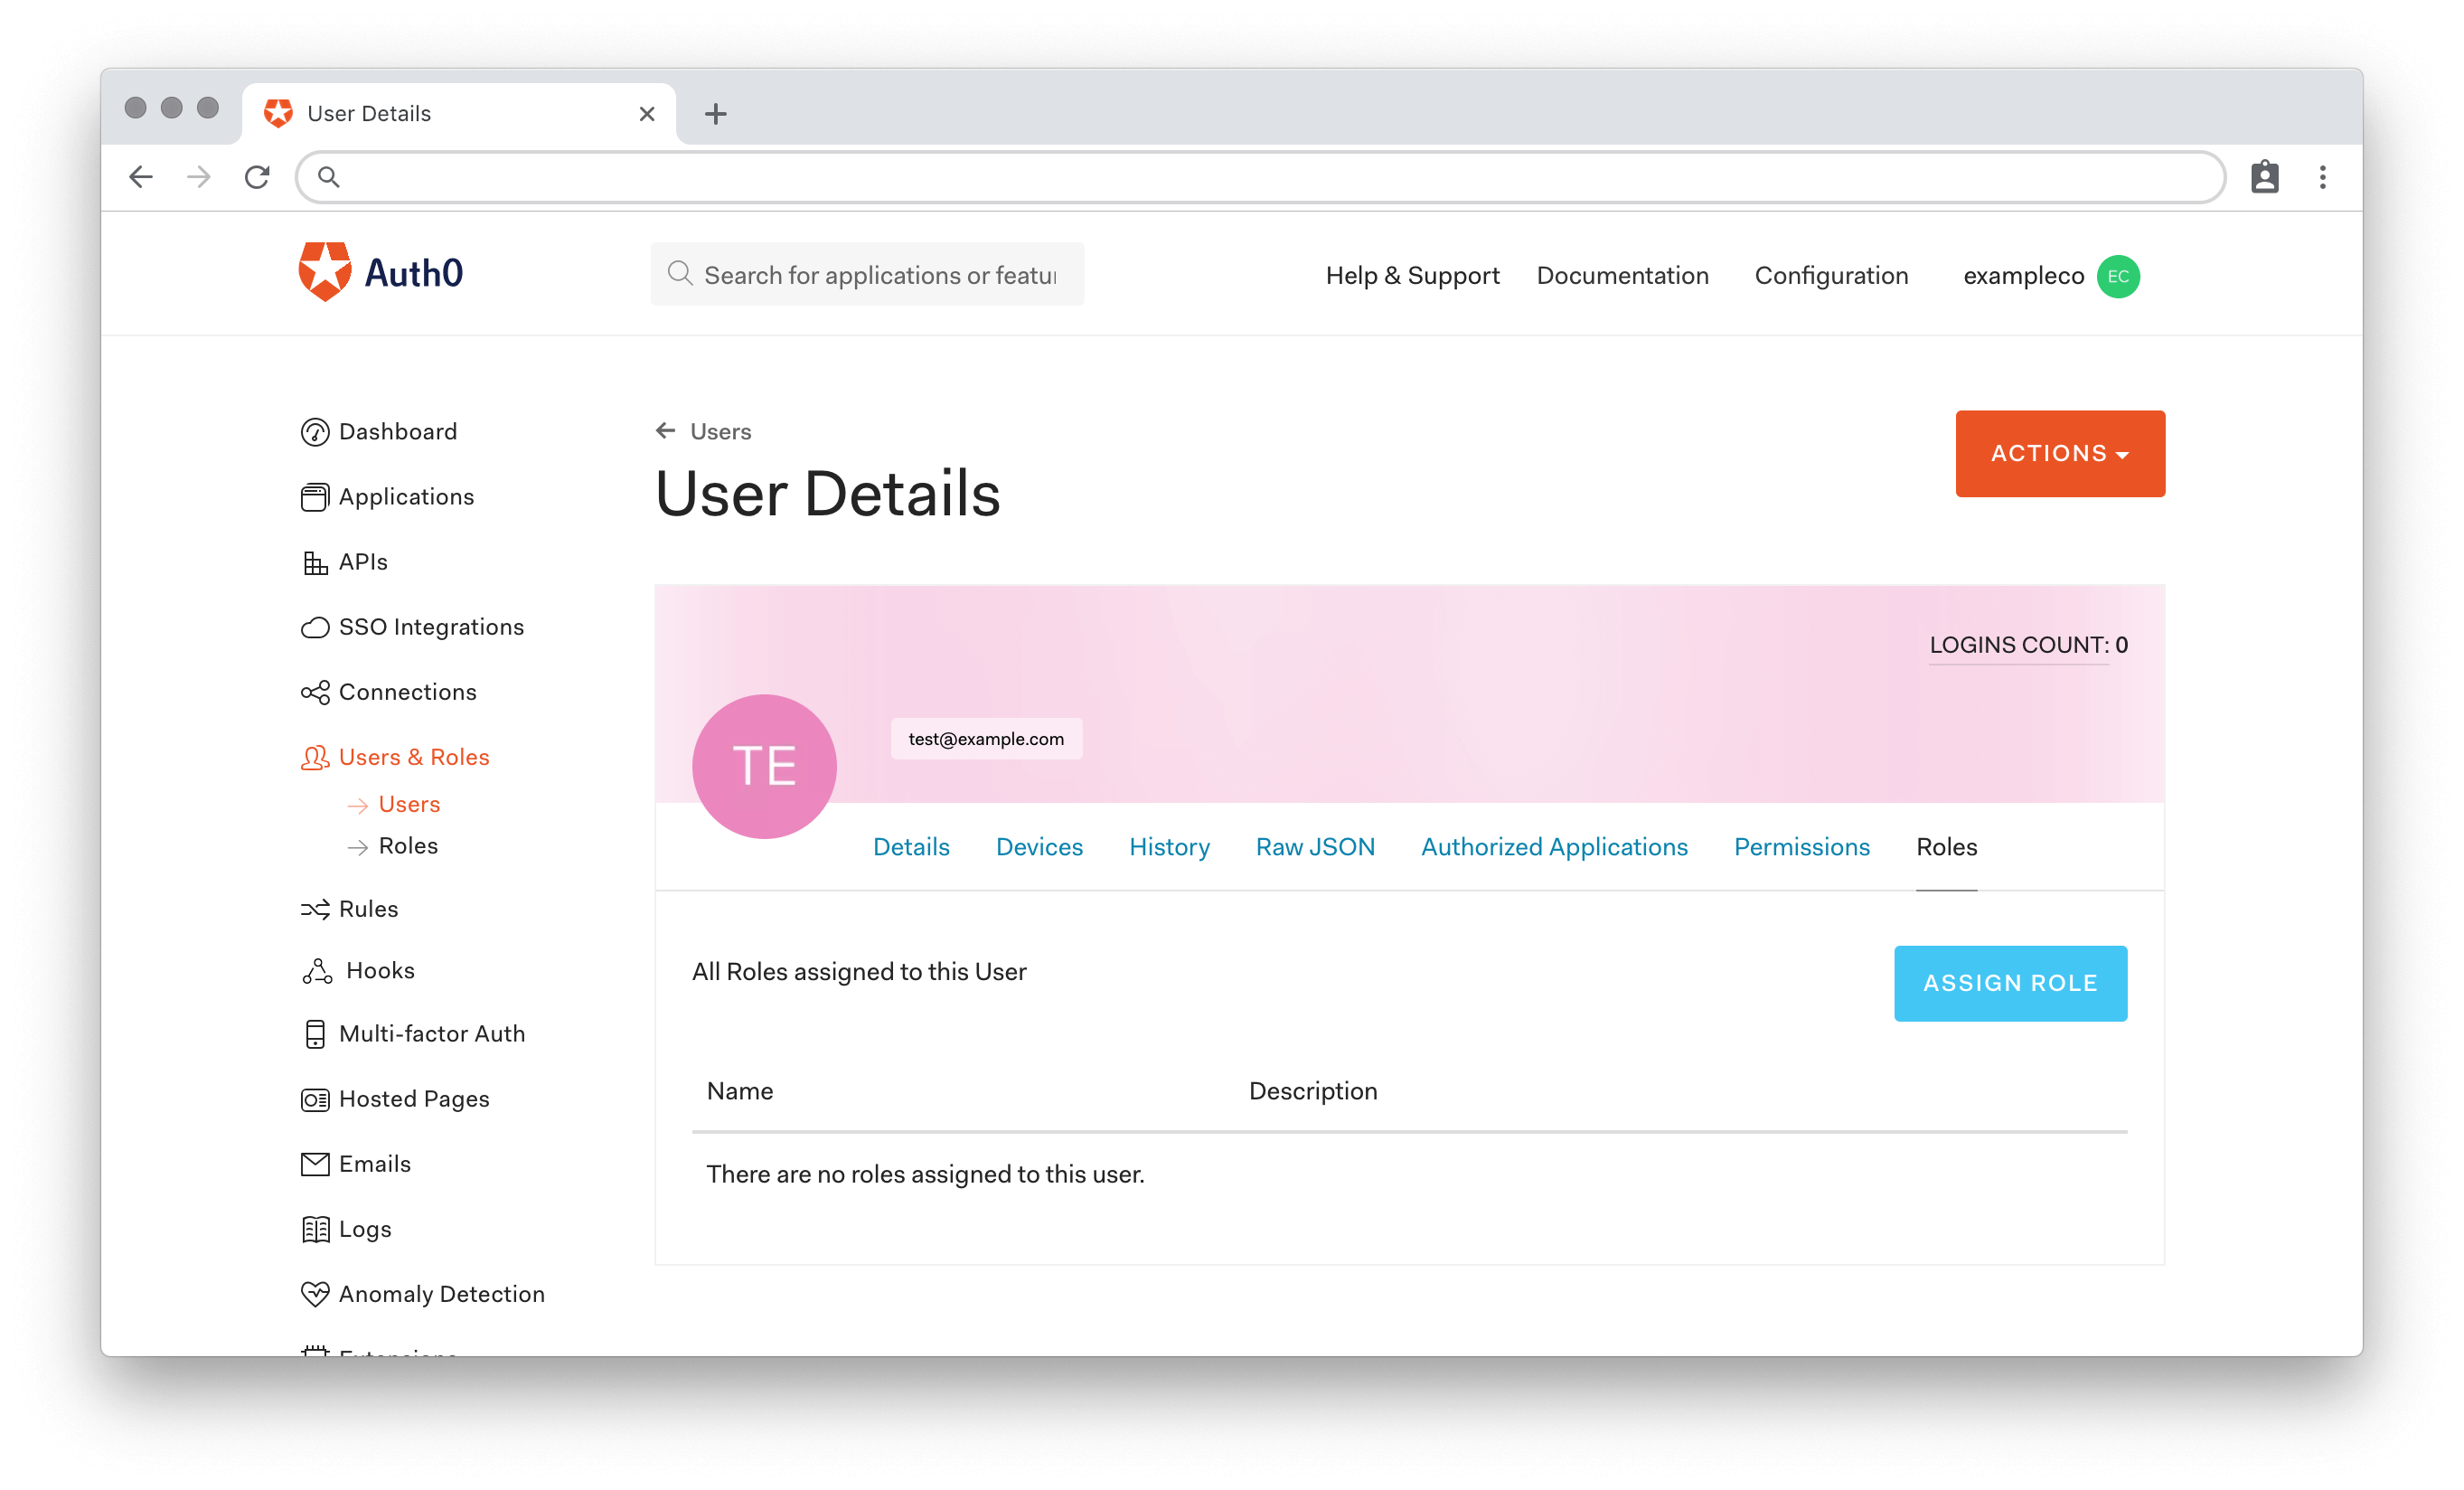 User Details
Auth0
Search for applications or featur
Help & Support
Documentation
Configuration
exampleco
EC
Dashboard
Applications
APIs
SSO Integrations
Connections
Users & Roles
Users
Roles
Rules
Hooks
Multi-factor Auth
Hosted Pages
Emails
Logs
Anomaly Detection
Extensions
Users
User Details
ACTIONS
LOGINS COUNT: 0
TE
test@example.com
Details
Devices
History
Raw JSON
Authorized Applications
Permissions
Roles
All Roles assigned to this User
ASSIGN ROLE
Name
Description
There are no roles assigned to this user.